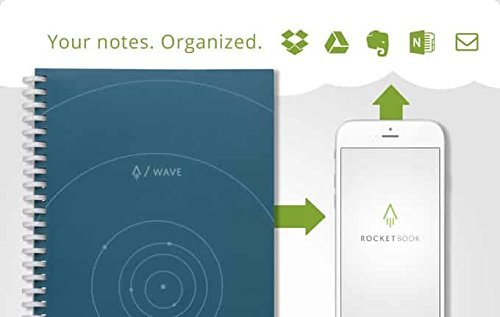 Your notes. Organized.
N
/ WAVE
ROCKETBOOK